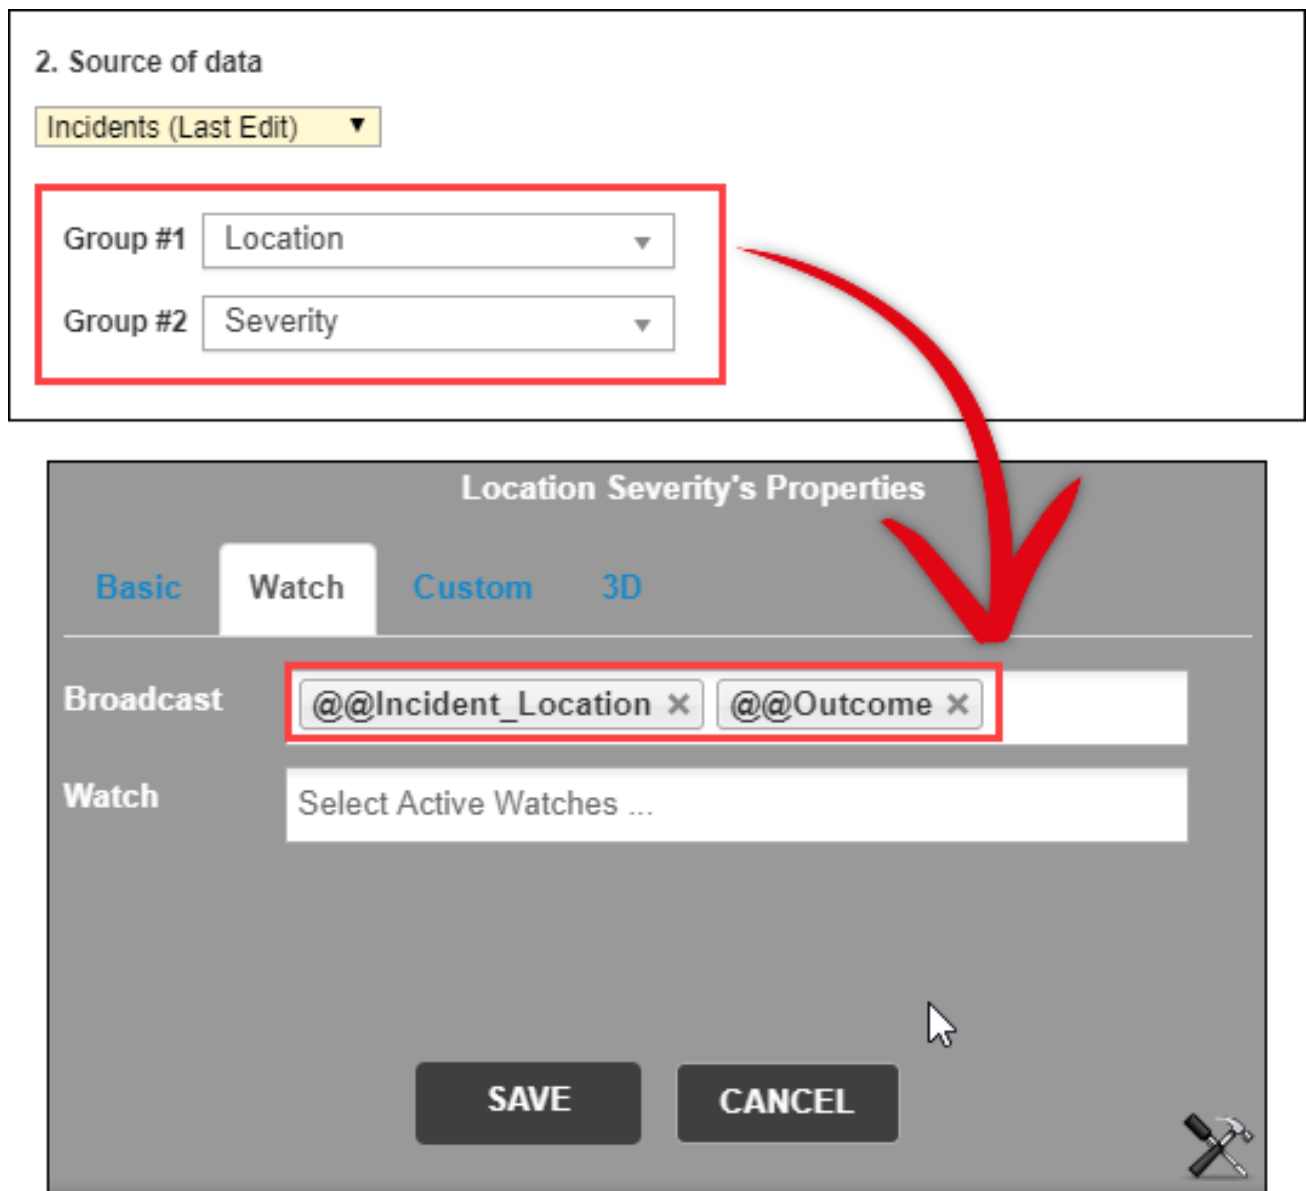 2. Source of data
Incidents (Last Edit)
Group #1 Location
Group #2 Severity
Location Severity's Properties
Basic Watch Custom 3D
Broadcast @@Incident_Location @@Outcome
Watch Select Active Watches ...
SAVE CANCEL